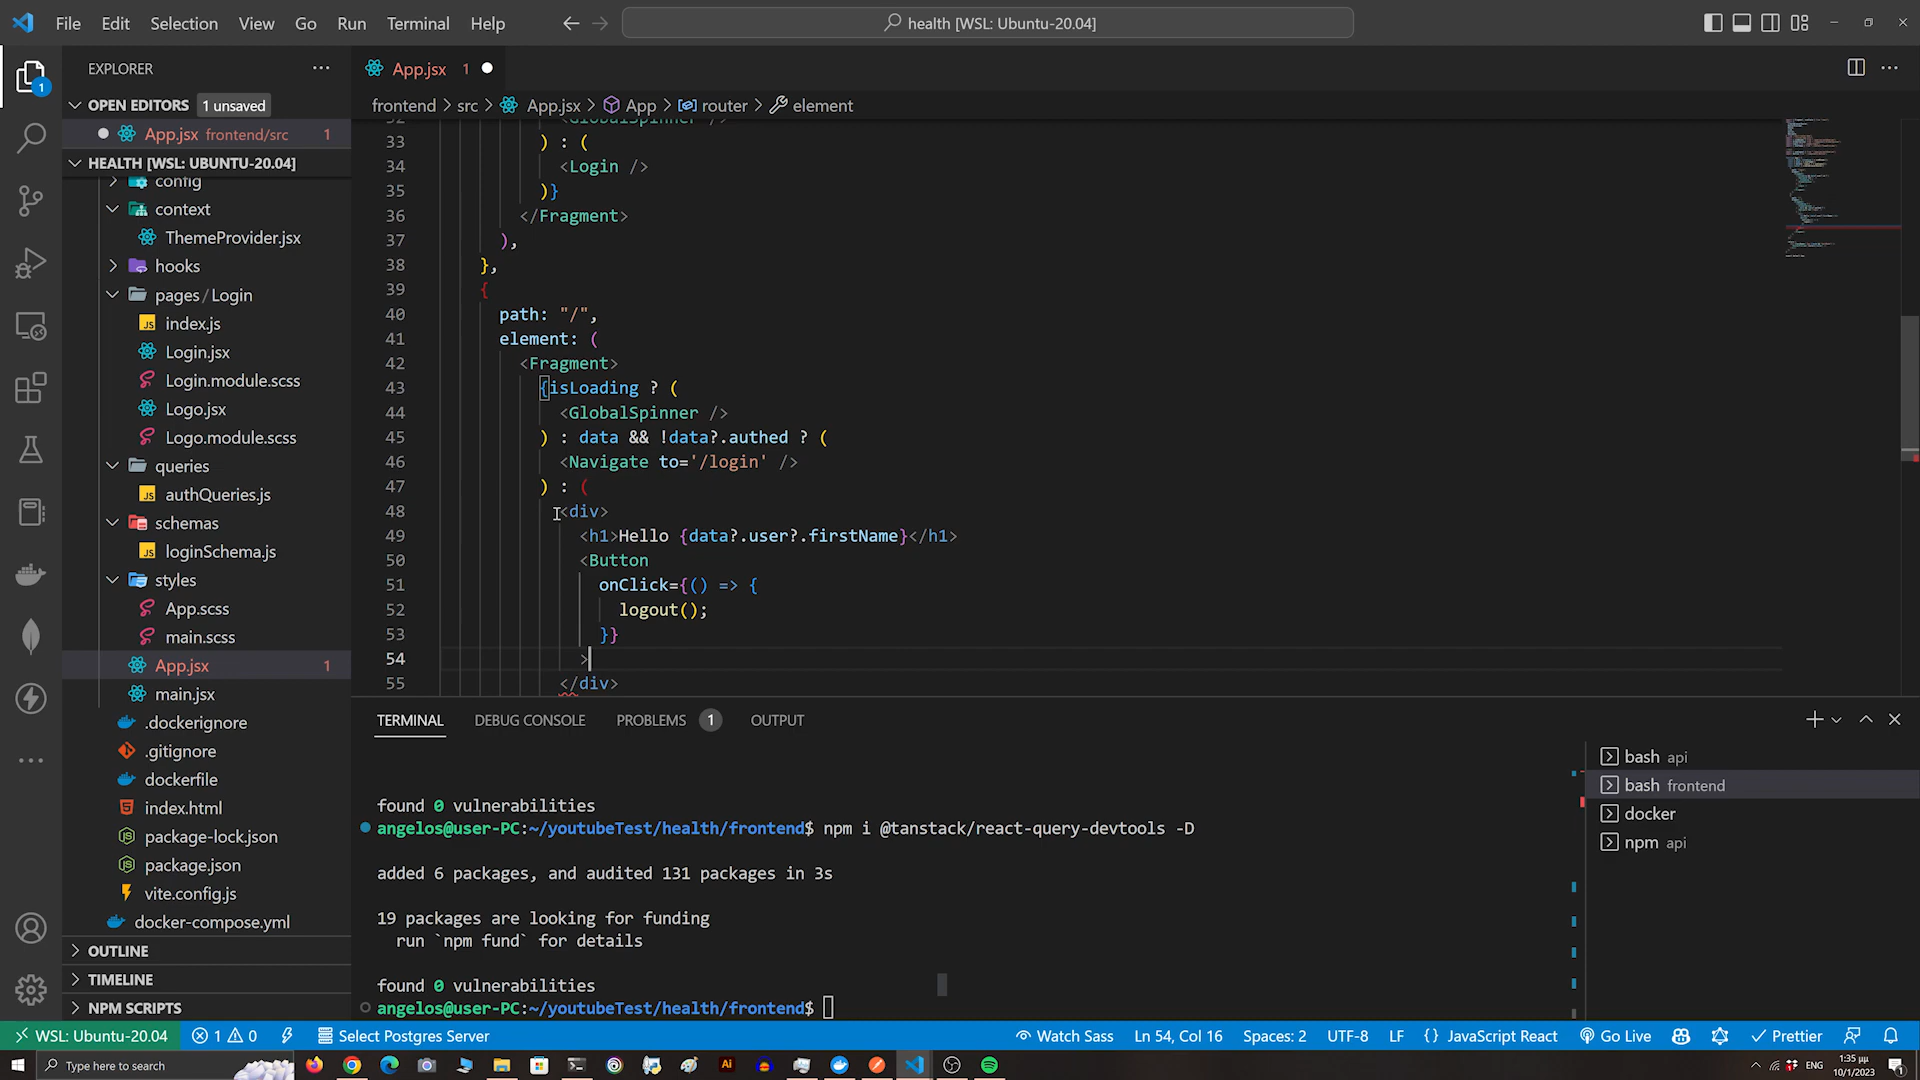 File Edit Selection View Go Run Terminal Help
health [WSL: Ubuntu-20.04]
EXPLORER
OPEN EDITORS 1 unsaved
App.jsx frontend/src 1
HEALTH [WSL: UBUNTU-20.04]
config
context
ThemeProvider.jsx
hooks
pages / Login
index.js
Login.jsx
Login.module.scss
Logo.jsx
Logo.module.scss
queries
authQueries.js
schemas
loginSchema.js
styles
App.scss
main.scss
App.jsx 1
main.jsx
.dockerignore
.gitignore
dockerfile
index.html
package-lock.json
package.json
vite.config.js
docker-compose.yml
OUTLINE
TIMELINE
NPM SCRIPTS
App.jsx 1
frontend > src > App.jsx > App > router > element
32 <GlobalSpinner />
33 ) : (
34 <Login />
35 )}
36 </Fragment>
37 ),
38 },
39 {
40 path: "/",
41 element: (
42 <Fragment>
43 {isLoading ? (
44 <GlobalSpinner />
45 ) : data && !data?.authed ? (
46 <Navigate to='/login' />
47 ) : (
48 <div>
49 <h1>Hello {data?.user?.firstName}</h1>
50 <Button
51 onClick={() => {
52 logout();
53 }}
54 >
55 </div>
TERMINAL DEBUG CONSOLE PROBLEMS 1 OUTPUT
found 0 vulnerabilities
angelos@user-PC:~/youtubeTest/health/frontend$ npm i @tanstack/react-query-devtools -D
added 6 packages, and audited 131 packages in 3s
19 packages are looking for funding
run `npm fund` for details
found 0 vulnerabilities
angelos@user-PC:~/youtubeTest/health/frontend$
bash api
bash frontend
docker
npm api
WSL: Ubuntu-20.04 1 0 Select Postgres Server Watch Sass Ln 54, Col 16 Spaces: 2 UTF-8 LF {} JavaScript React Go Live Prettier
Type here to search
ENG
1:35 μμ
10/1/2023